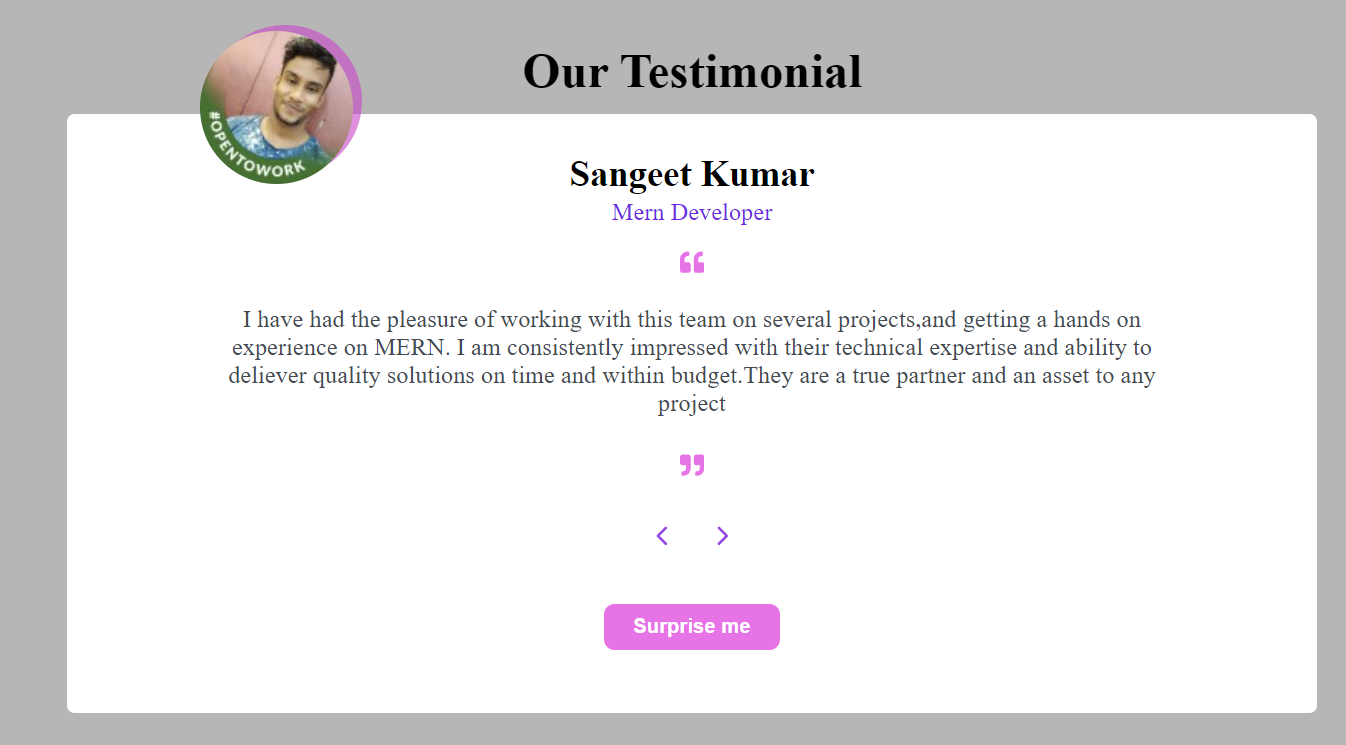 Our Testimonial
#OPENTOWORK
Sangeet Kumar
Mern Developer
“
I have had the pleasure of working with this team on several projects,and getting a hands on
experience on MERN. I am consistently impressed with their technical expertise and ability to
deliever quality solutions on time and within budget.They are a true partner and an asset to any
project
”
Surprise me